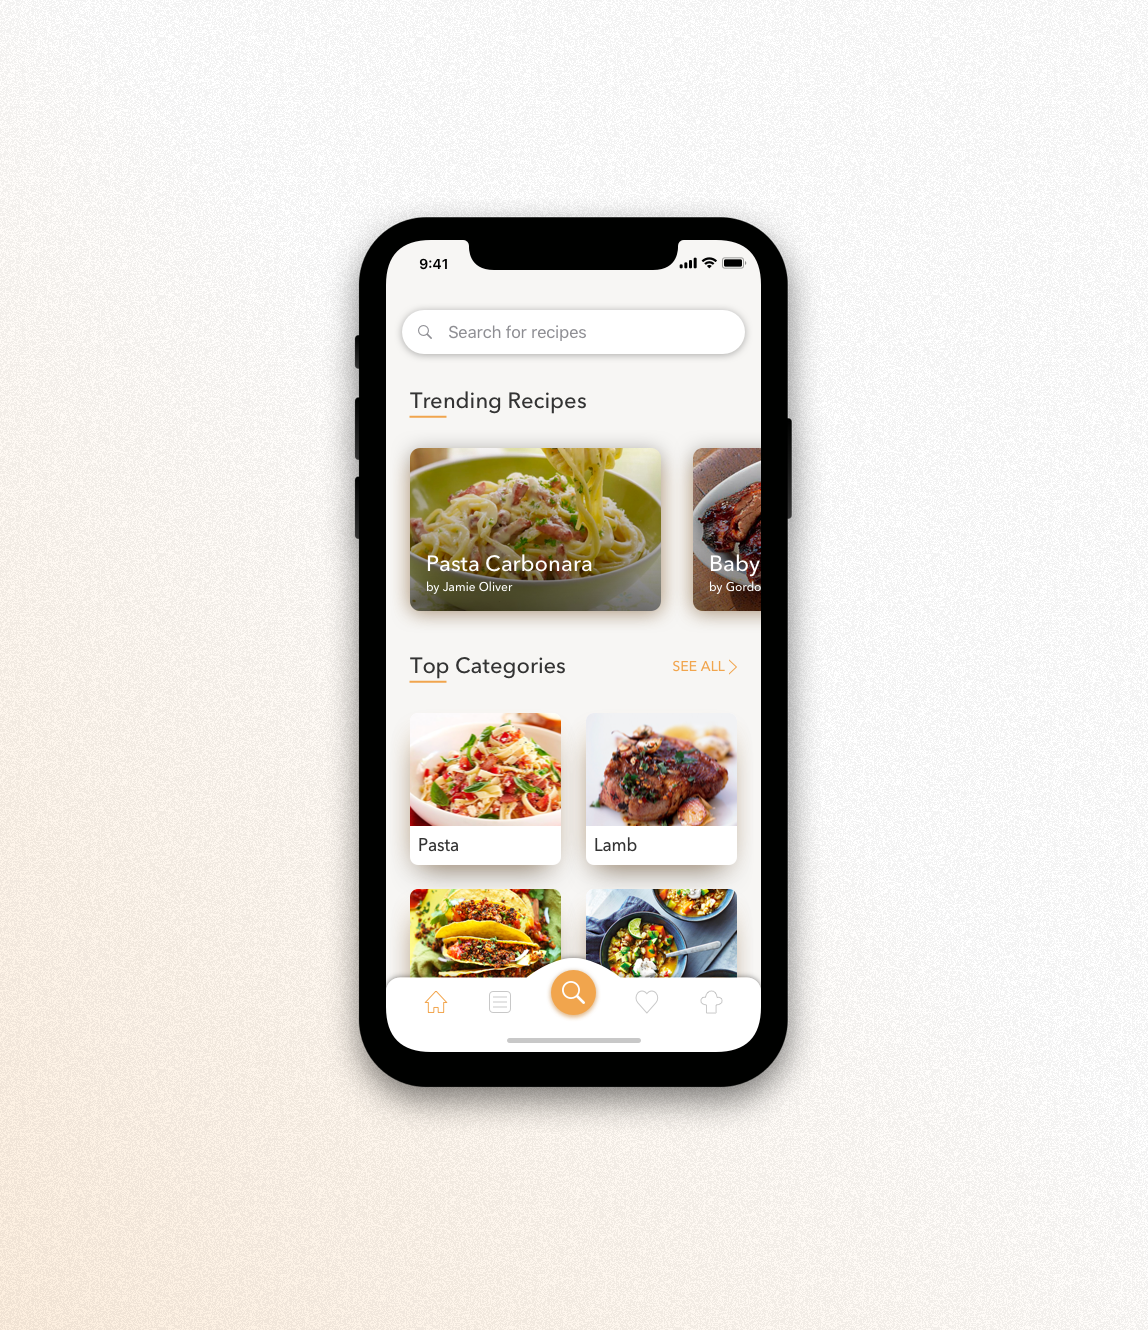 9:41
Search for recipes
Trending Recipes
Pasta Carbonara
by Jamie Oliver
Baby
by Gordo
Top Categories
SEE ALL
Pasta
Lamb